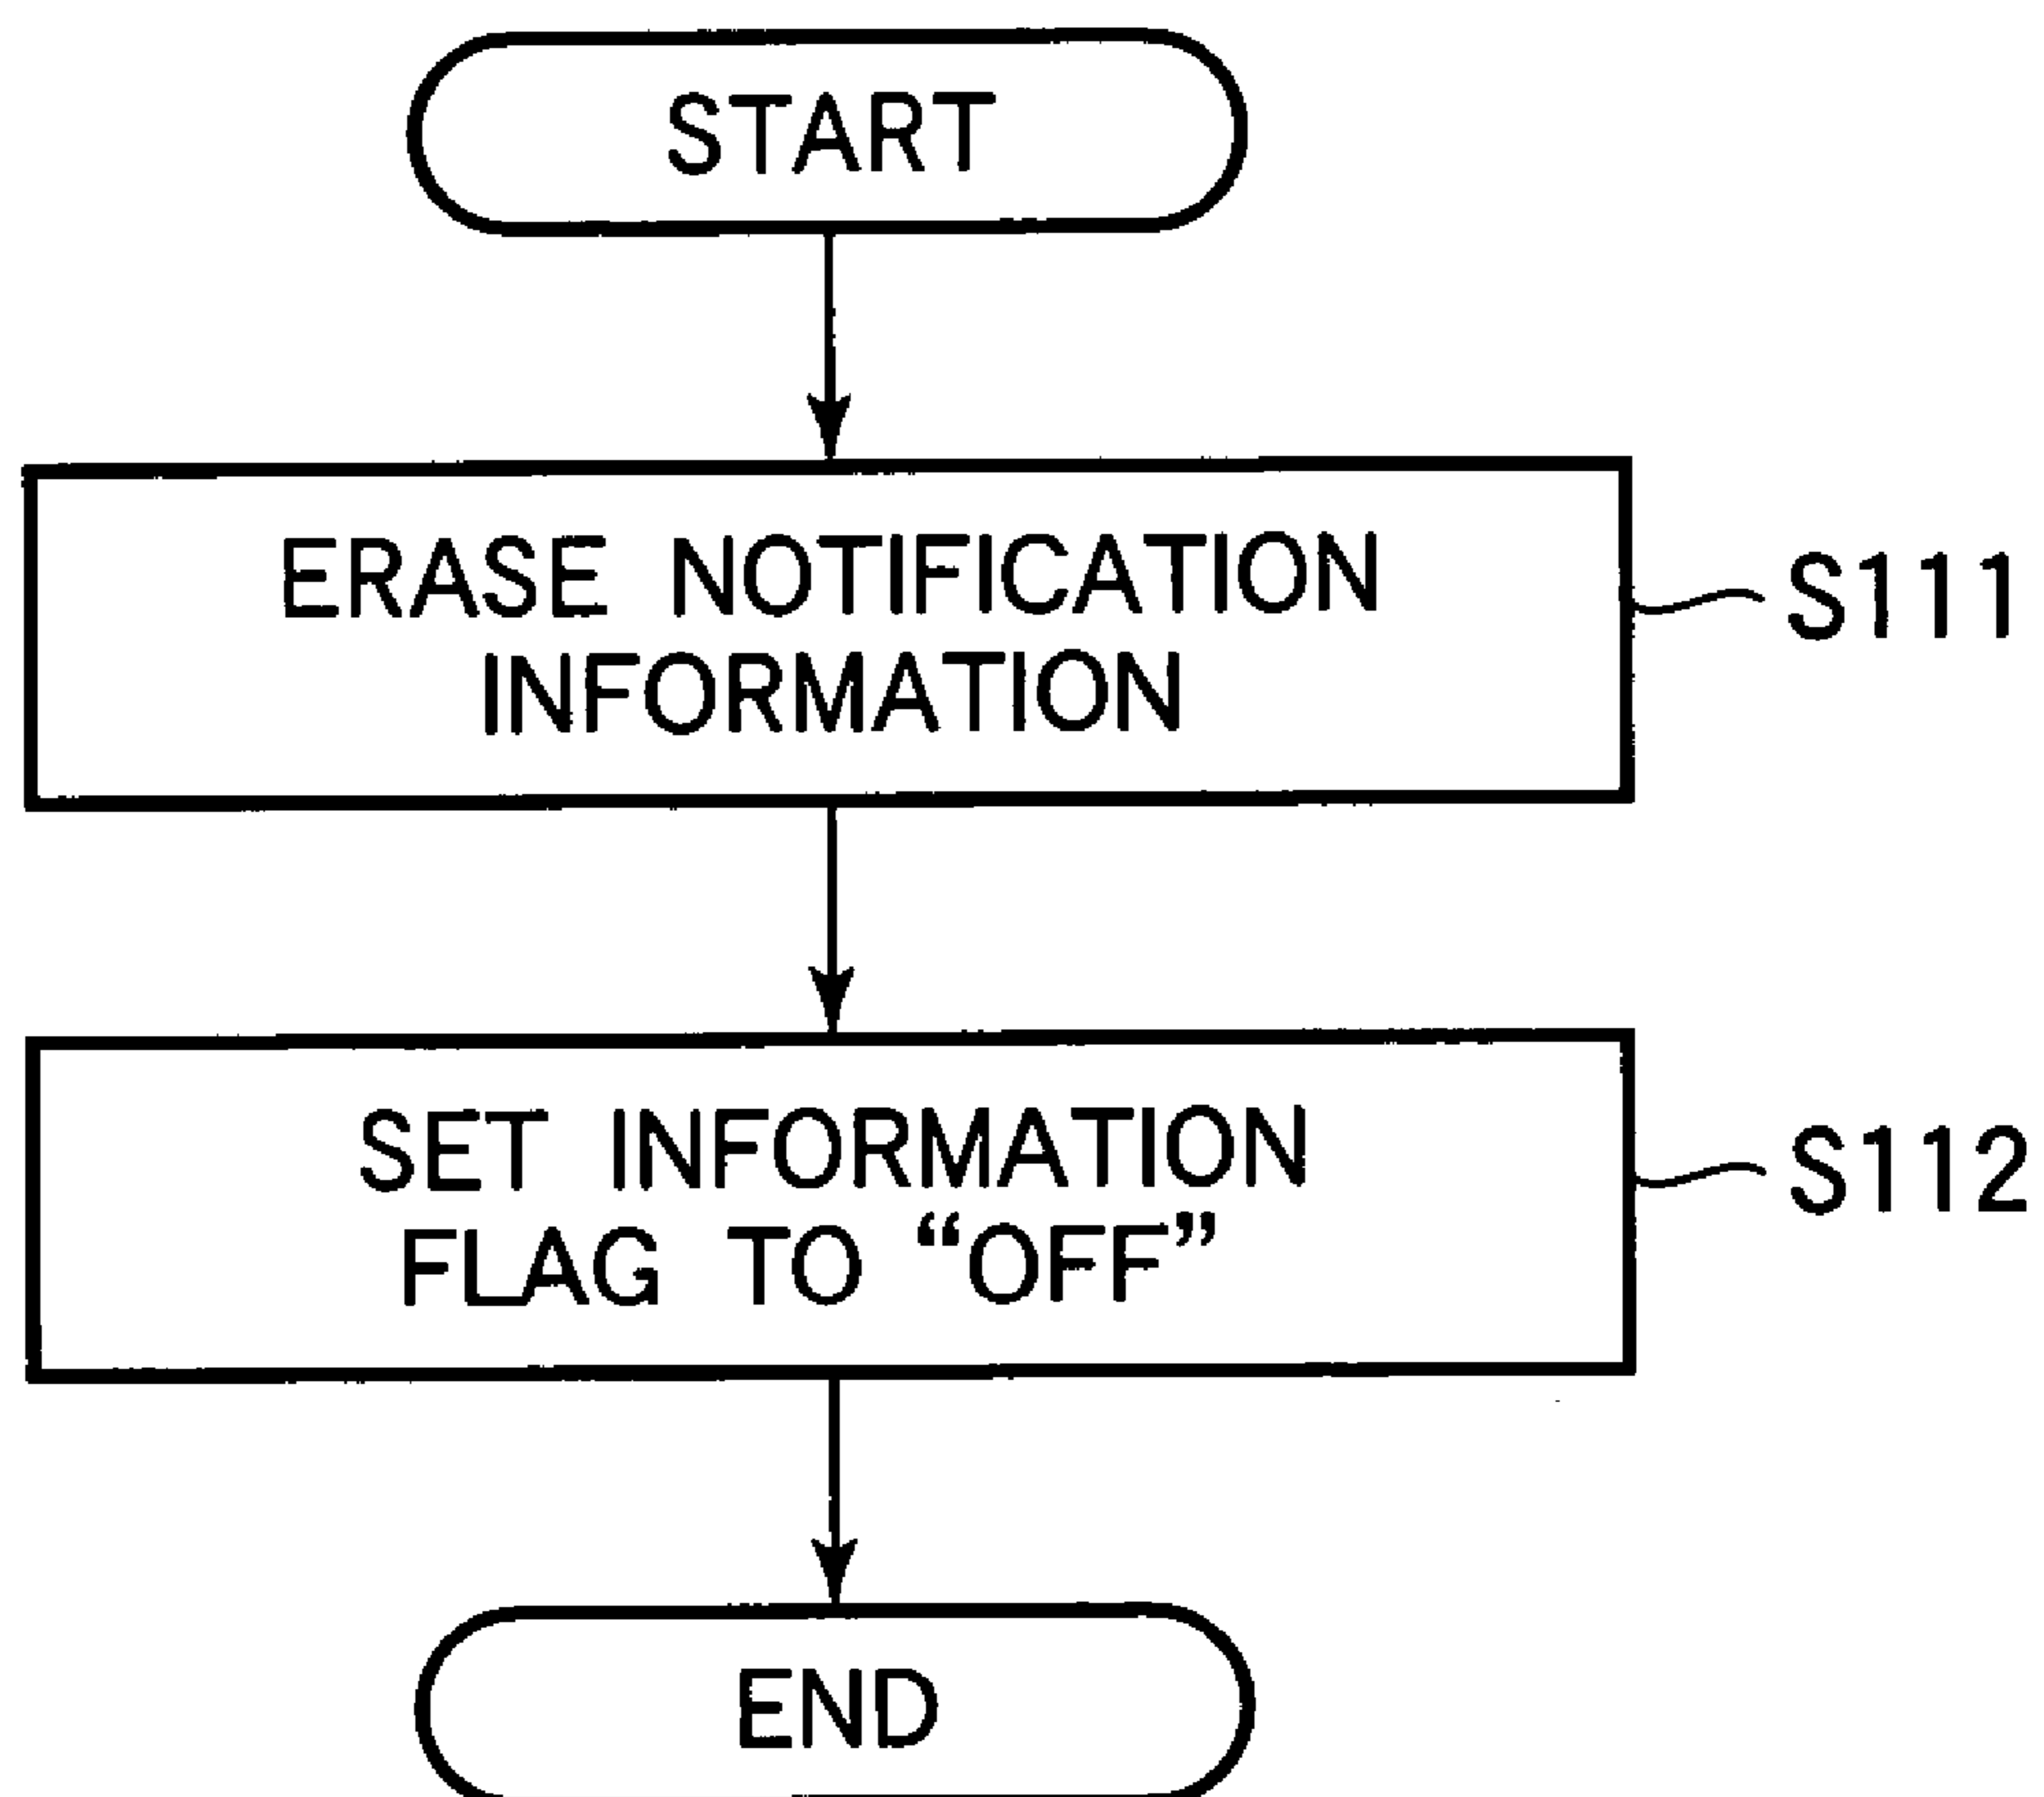 START
ERASE NOTIFICATION
INFORMATION
S111
SET INFORMATION
FLAG TO “OFF”
S112
END